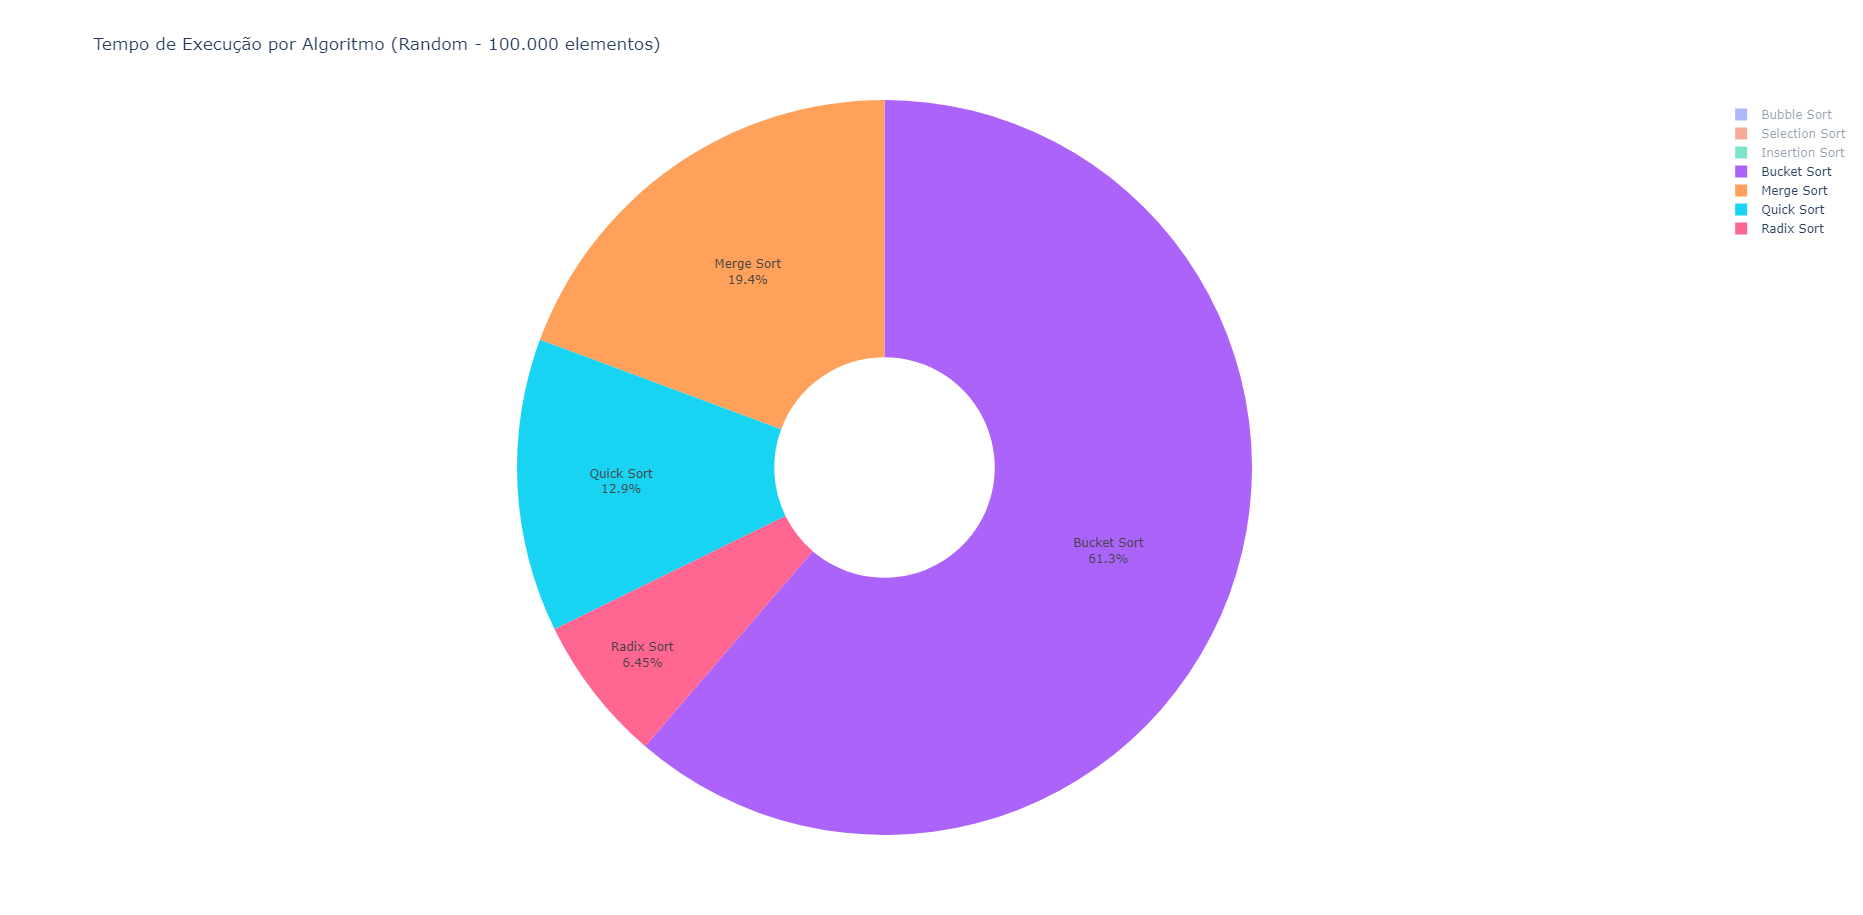 Tempo de Execução por Algoritmo (Random - 100.000 elementos)
Bubble Sort
Selection Sort
Insertion Sort
Bucket Sort
Merge Sort
Quick Sort
Radix Sort
Merge Sort
19.4%
Quick Sort
12.9%
Bucket Sort
61.3%
Radix Sort
6.45%